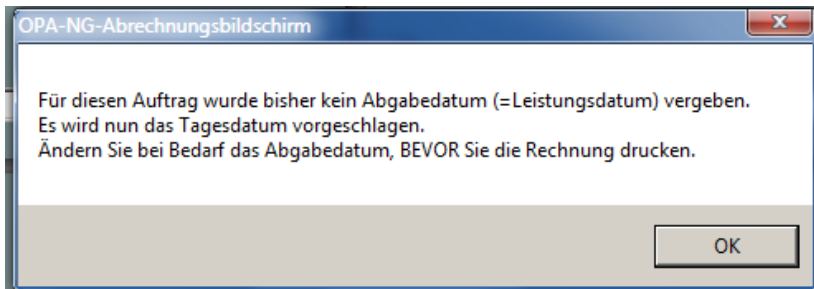 OPA-NG-Abrechnungsbildschirm
Für diesen Auftrag wurde bisher kein Abgabedatum (=Leistungsdatum) vergeben.
Es wird nun das Tagesdatum vorgeschlagen.
Ändern Sie bei Bedarf das Abgabedatum, BEVOR Sie die Rechnung drucken.
OK